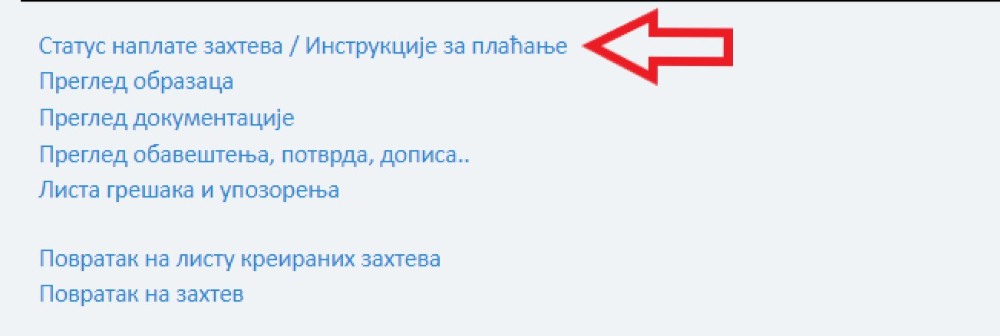 Статус наплате захтева / Инструкције за плаћање
Преглед образаца
Преглед документације
Преглед обавештења, потврда, дописа..
Листа грешака и упозорења
Повратак на листу креираних захтева
Повратак на захтев